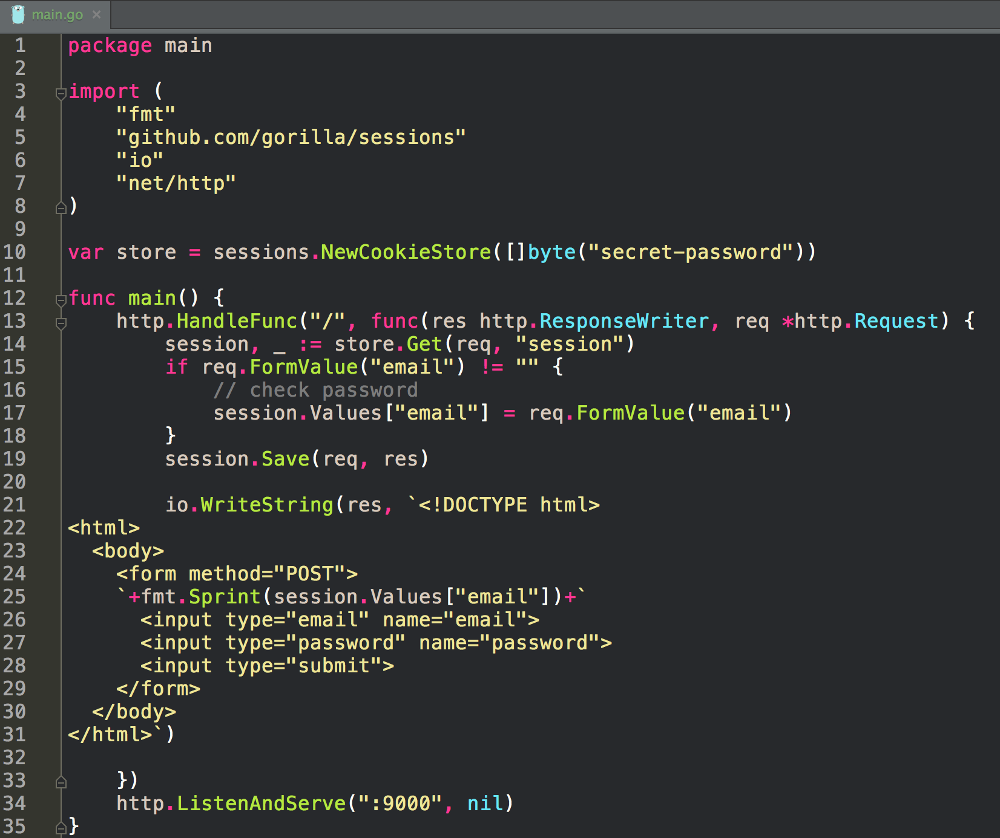 main.go ×
1 package main
2
3 import (
4     "fmt"
5     "github.com/gorilla/sessions"
6     "io"
7     "net/http"
8 )
9
10 var store = sessions.NewCookieStore([]byte("secret-password"))
11
12 func main() {
13     http.HandleFunc("/", func(res http.ResponseWriter, req *http.Request) {
14         session, _ := store.Get(req, "session")
15         if req.FormValue("email") != "" {
16             // check password
17             session.Values["email"] = req.FormValue("email")
18         }
19         session.Save(req, res)
20
21         io.WriteString(res, `<!DOCTYPE html>
22 <html>
23   <body>
24     <form method="POST">
25     `+fmt.Sprint(session.Values["email"])+`
26       <input type="email" name="email">
27       <input type="password" name="password">
28       <input type="submit">
29     </form>
30   </body>
31 </html>`)
32
33     })
34     http.ListenAndServe(":9000", nil)
35 }